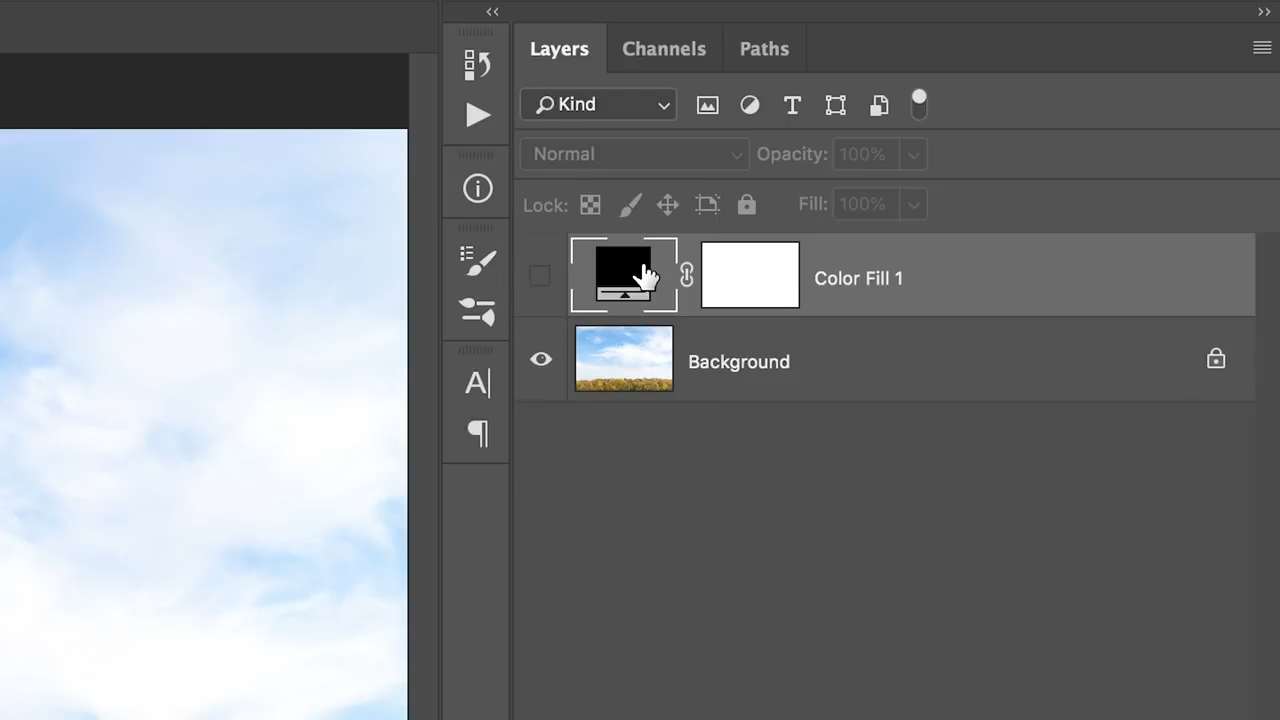 Layers Channels Paths
Kind
Normal Opacity: 100%
Lock: Fill: 100%
Color Fill 1
Background